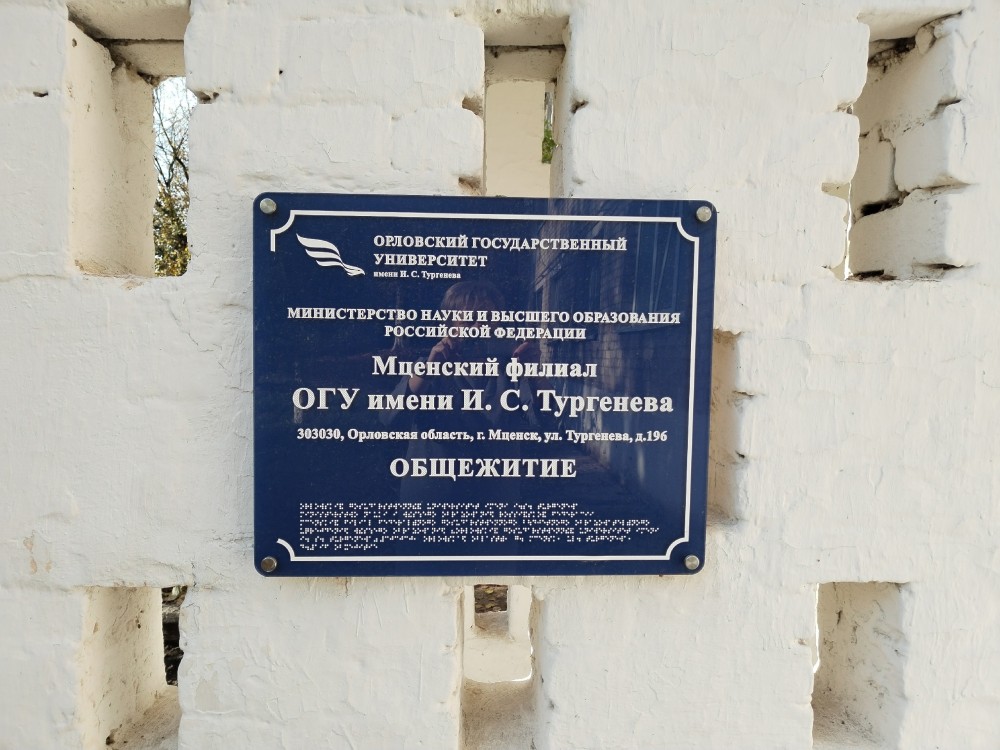 ОРЛОВСКИЙ ГОСУДАРСТВЕННЫЙ
УНИВЕРСИТЕТ
имени И. С. Тургенева
МИНИСТЕРСТВО НАУКИ И ВЫСШЕГО ОБРАЗОВАНИЯ
РОССИЙСКОЙ ФЕДЕРАЦИИ
Мценский филиал
ОГУ имени И. С. Тургенева
303030, Орловская область, г. Мценск, ул. Тургенева, д.196
ОБЩЕЖИТИЕ